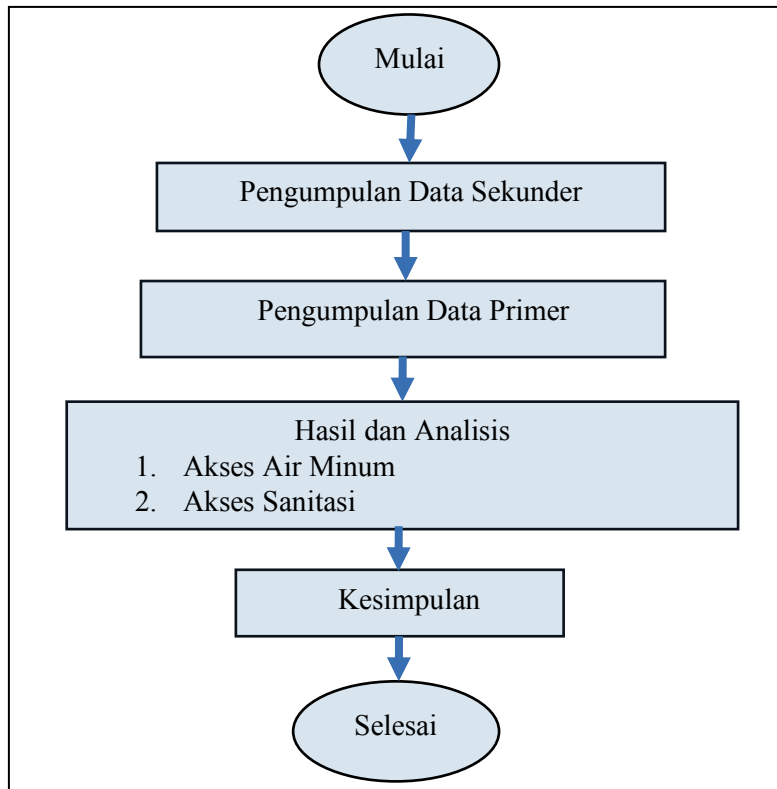 Mulai
Pengumpulan Data Sekunder
Pengumpulan Data Primer
Hasil dan Analisis
1. Akses Air Minum
2. Akses Sanitasi
Kesimpulan
Selesai